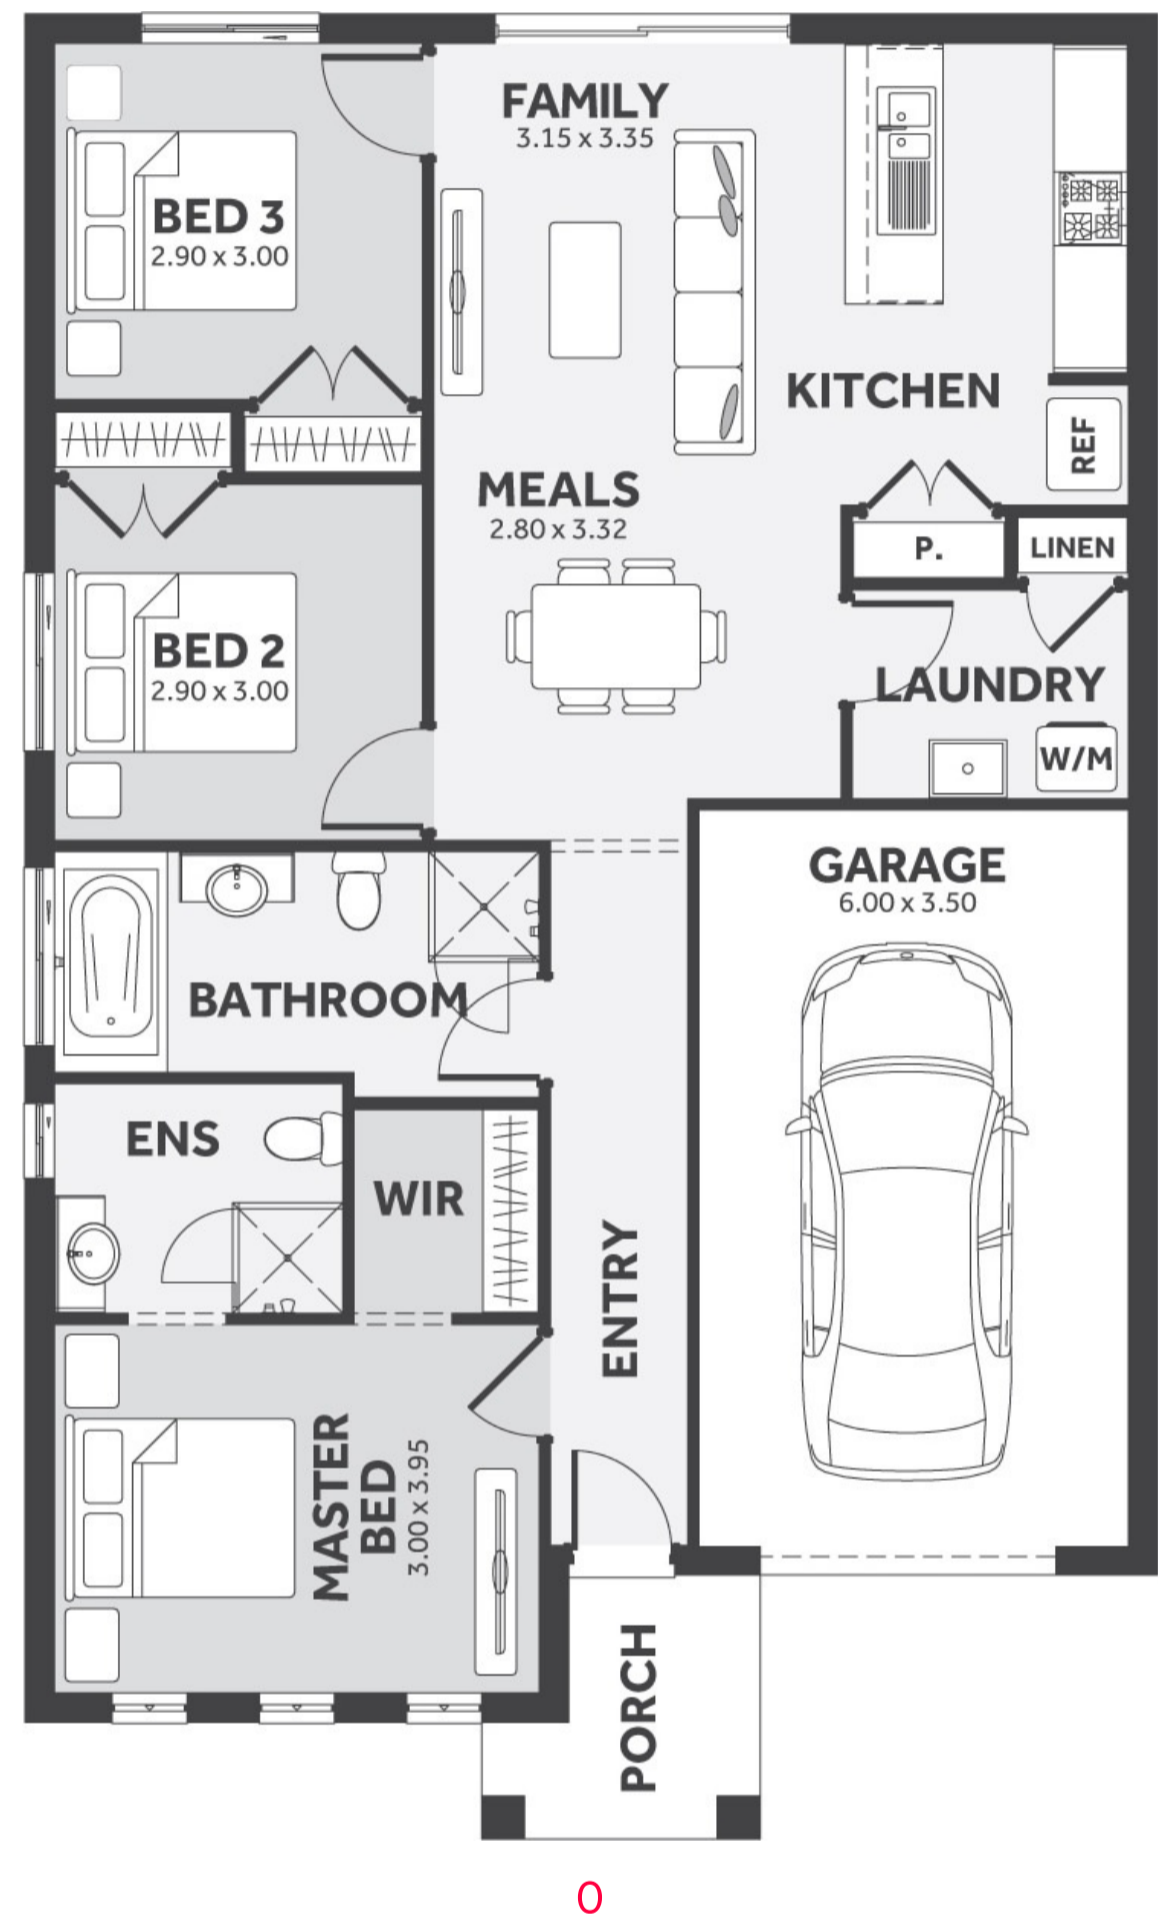 FAMILY
3.15 x 3.35
BED 3
2.90 x 3.00
KITCHEN
REF
MEALS
2.80 x 3.32
P.
LINEN
BED 2
2.90 x 3.00
LAUNDRY
W/M
GARAGE
6.00 x 3.50
BATHROOM
ENS
WIR
ENTRY
MASTER
BED
3.00 x 3.95
PORCH
0